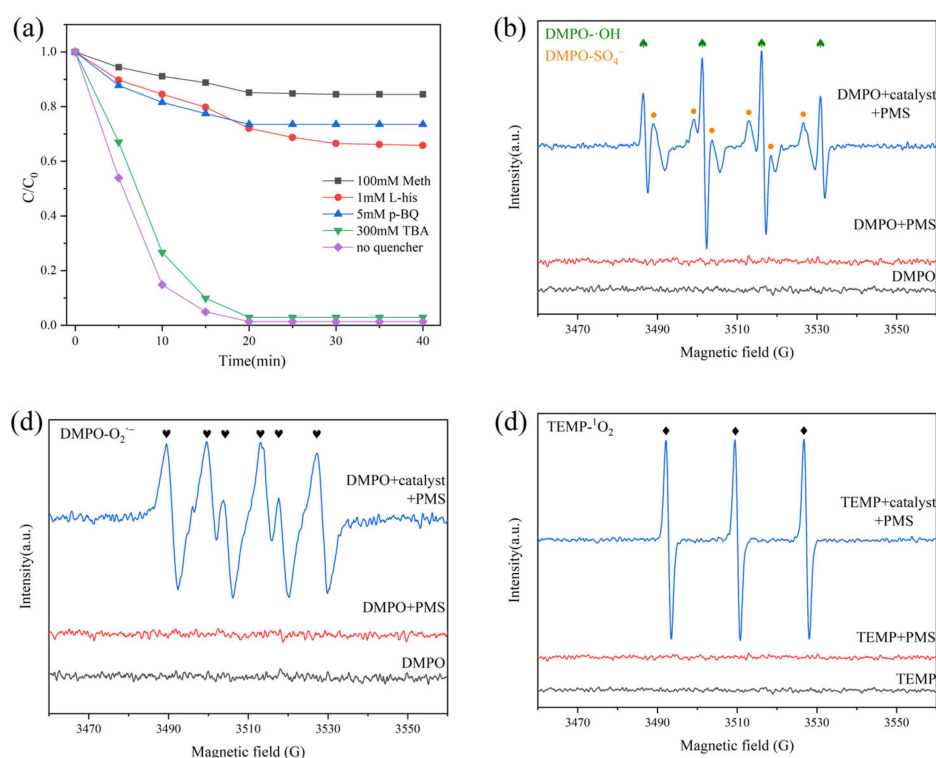 (a)
1.0
0.8
0.6
0.4
0.2
0.0
C/C₀
100mM Meth
1mM L-his
5mM p-BQ
300mM TBA
no quencher
0
10
20
30
40
Time(min)
(b)
DMPO-·OH
DMPO-SO₄⁻
DMPO+catalyst
+PMS
DMPO+PMS
DMPO
Intensity(a.u.)
3470
3490
3510
3530
3550
Magnetic field (G)
(d)
DMPO-O₂·⁻
DMPO+catalyst
+PMS
DMPO+PMS
DMPO
Intensity(a.u.)
3470
3490
3510
3530
3550
Magnetic field (G)
(d)
TEMP-¹O₂
TEMP+catalyst
+PMS
TEMP+PMS
TEMP
Intensity(a.u.)
3470
3490
3510
3530
3550
Magnetic field (G)